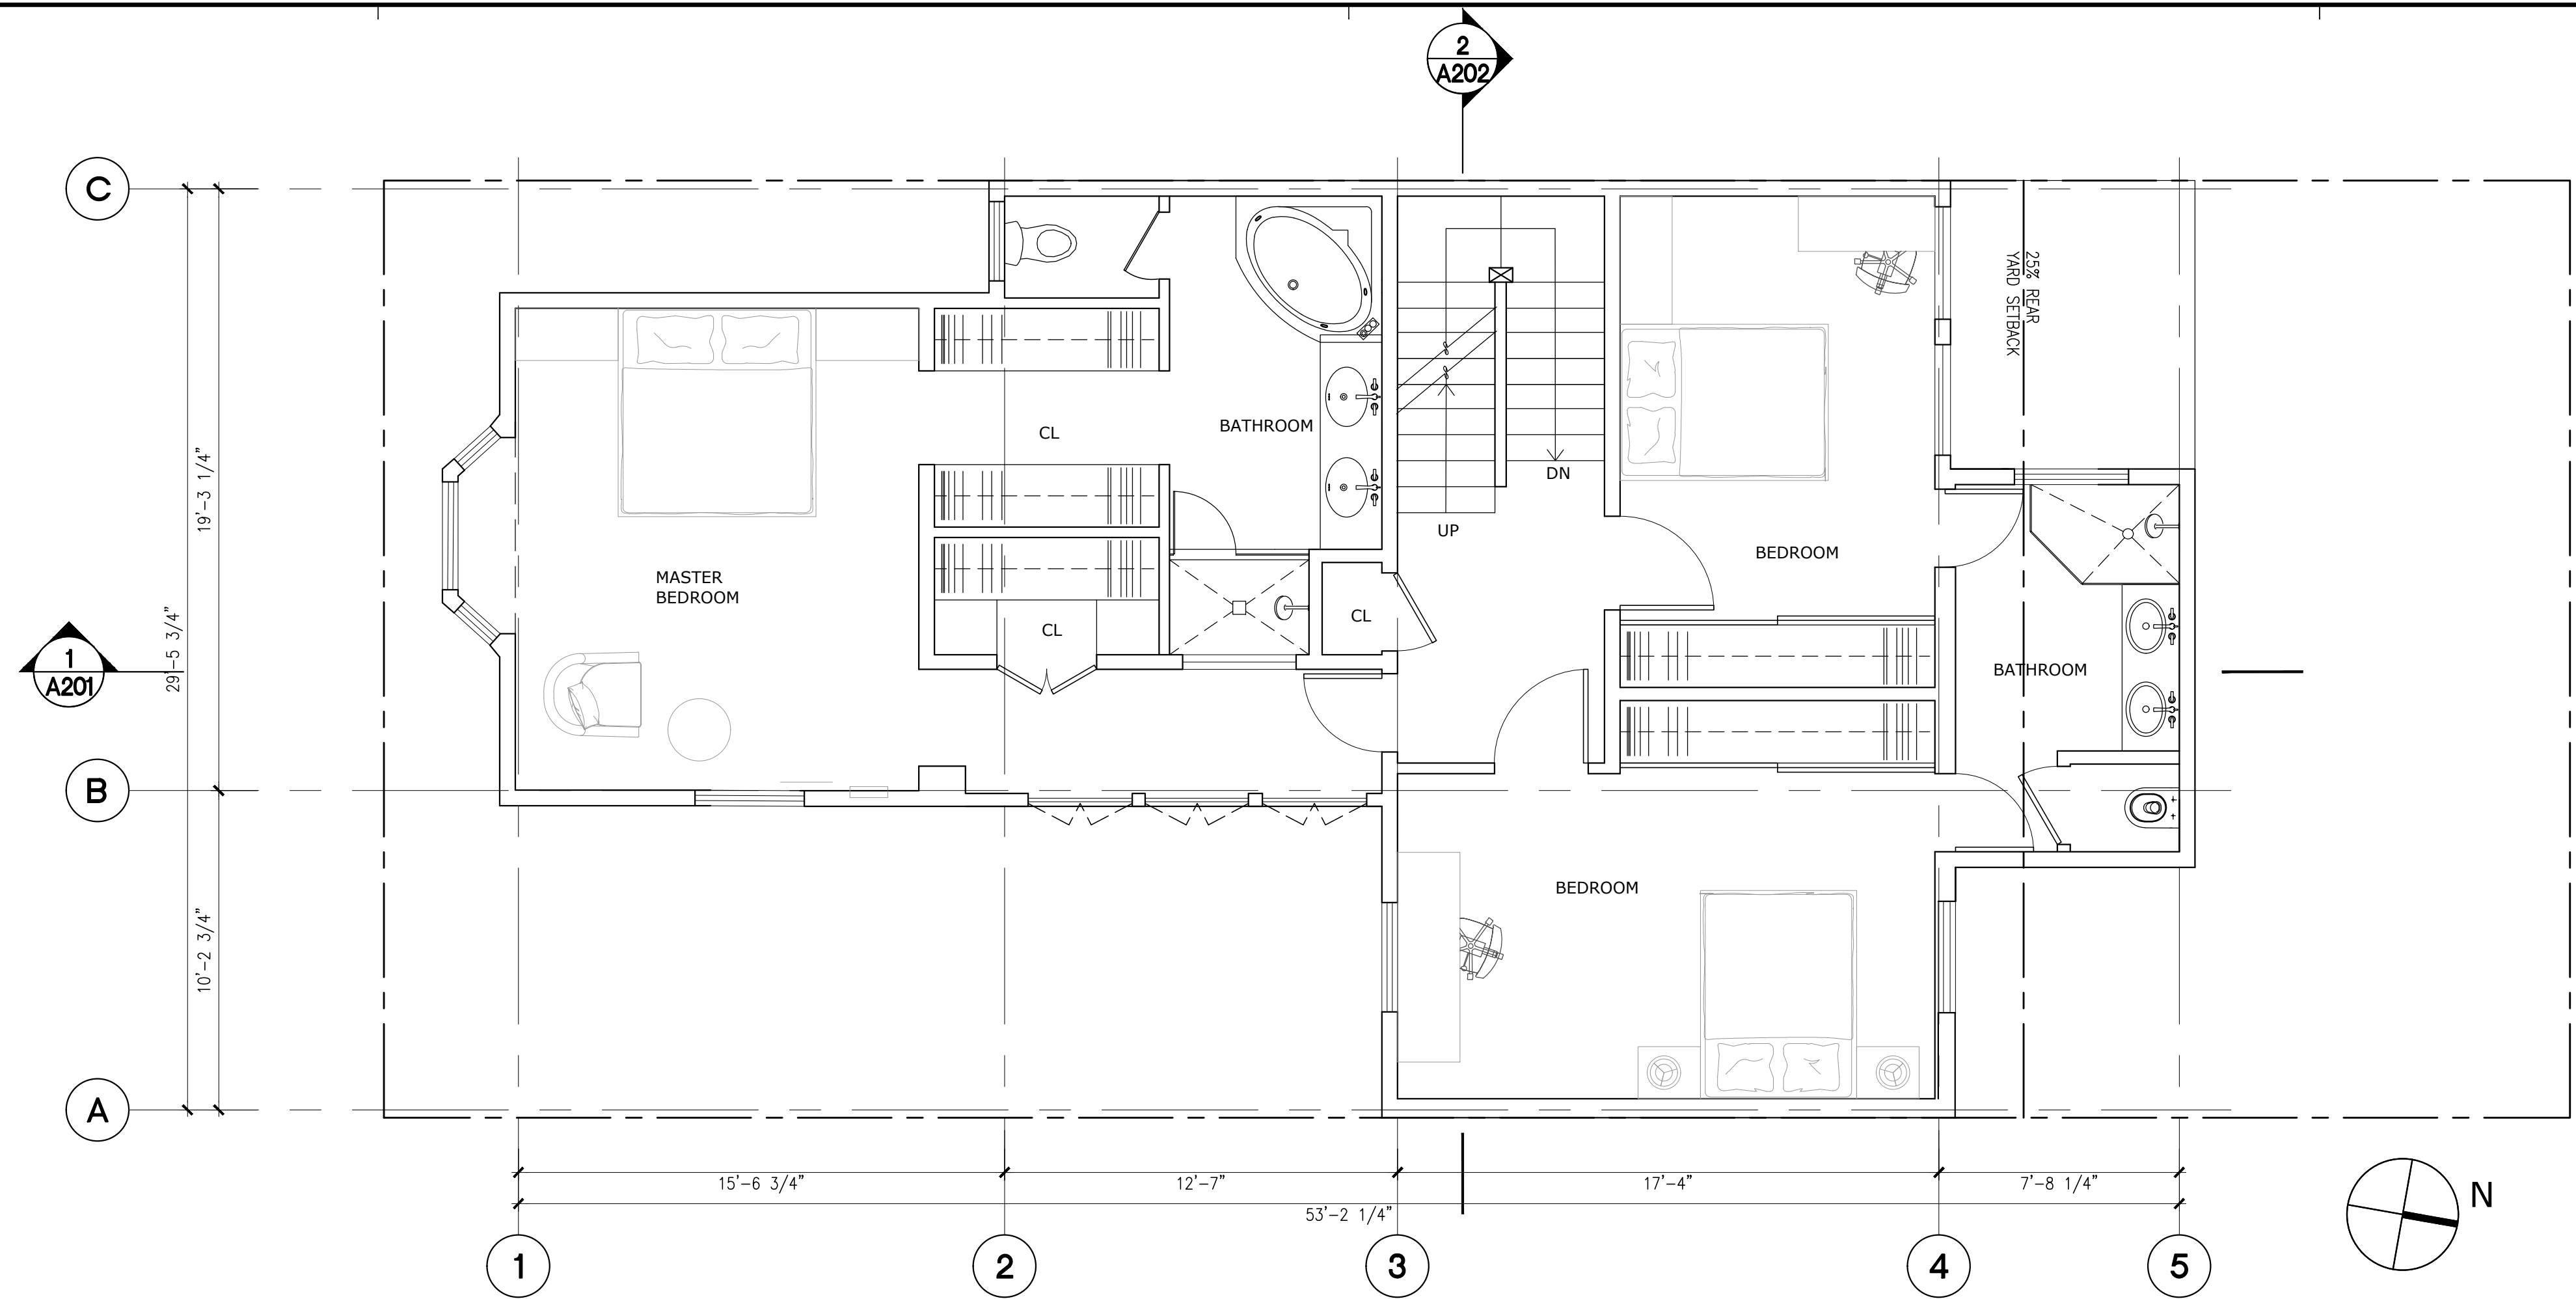 2
A202
C
25% REAR
YARD SETBACK
CL
BATHROOM
19'-3 1/4"
DN
UP
BEDROOM
MASTER
BEDROOM
CL
CL
1
A201
29'-5 3/4"
BATHROOM
B
BEDROOM
10'-2 3/4"
A
15'-6 3/4"
12'-7"
17'-4"
7'-8 1/4"
53'-2 1/4"
N
1
2
3
4
5